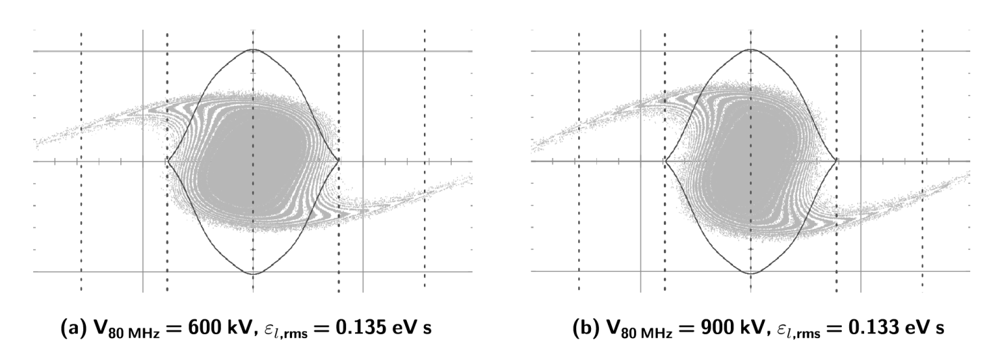 (a) V80 MHz = 600 kV, εl,rms = 0.135 eV s
(b) V80 MHz = 900 kV, εl,rms = 0.133 eV s